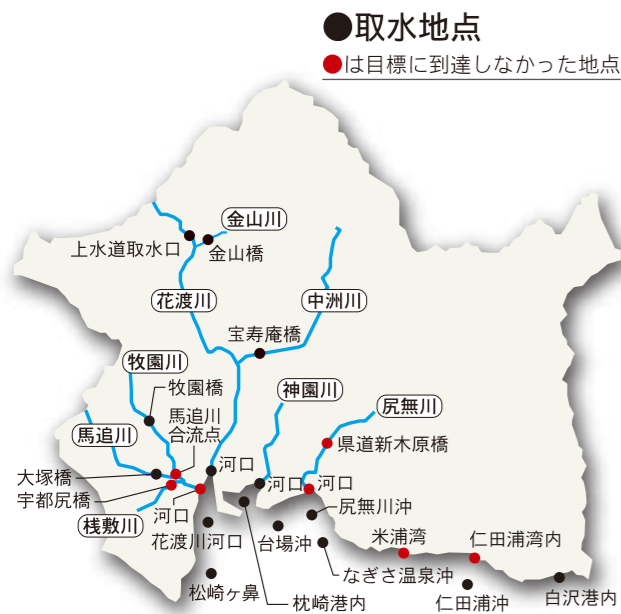 ●取水地点
●は目標に到達しなかった地点
金山川
上水道取水口
金山橋
花渡川
中洲川
宝寿庵橋
牧園川
牧園橋
神園川
尻無川
馬追川
馬追川
合流点
県道新木原橋
大塚橋
河口
河口
河口
宇都尻橋
河口
桟敷川
花渡川河口
台場沖
尻無川沖
米浦湾
仁田浦湾内
なぎさ温泉沖
松崎ヶ鼻
枕崎港内
仁田浦沖
白沢港内